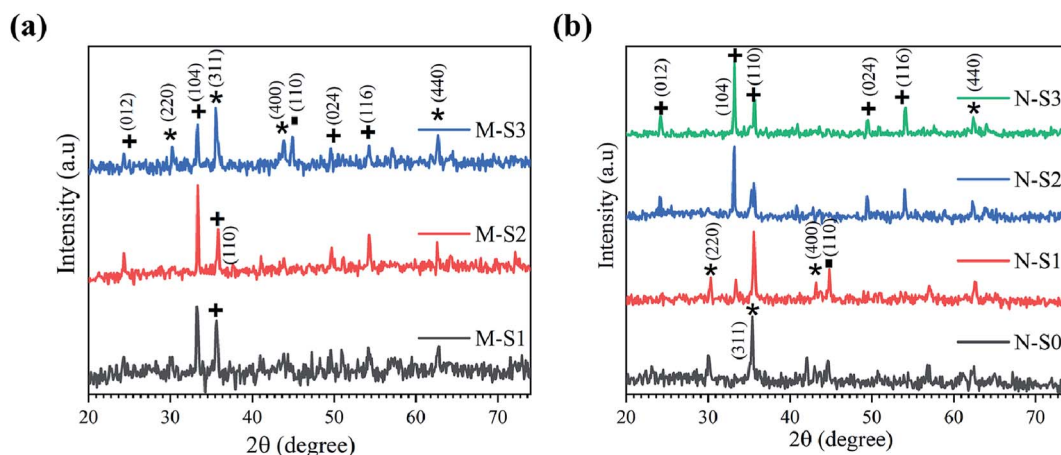 (a)
(012)
(220)
(104)
(311)
(400)
(110)
(024)
(116)
(440)
M-S3
M-S2
(110)
M-S1
Intensity (a.u)
20 30 40 50 60 70
2θ (degree)
(b)
(012)
(104)
(110)
(024)
(116)
(440)
N-S3
N-S2
(220)
(400)
(110)
N-S1
(311)
N-S0
Intensity (a.u)
20 30 40 50 60 70
2θ (degree)